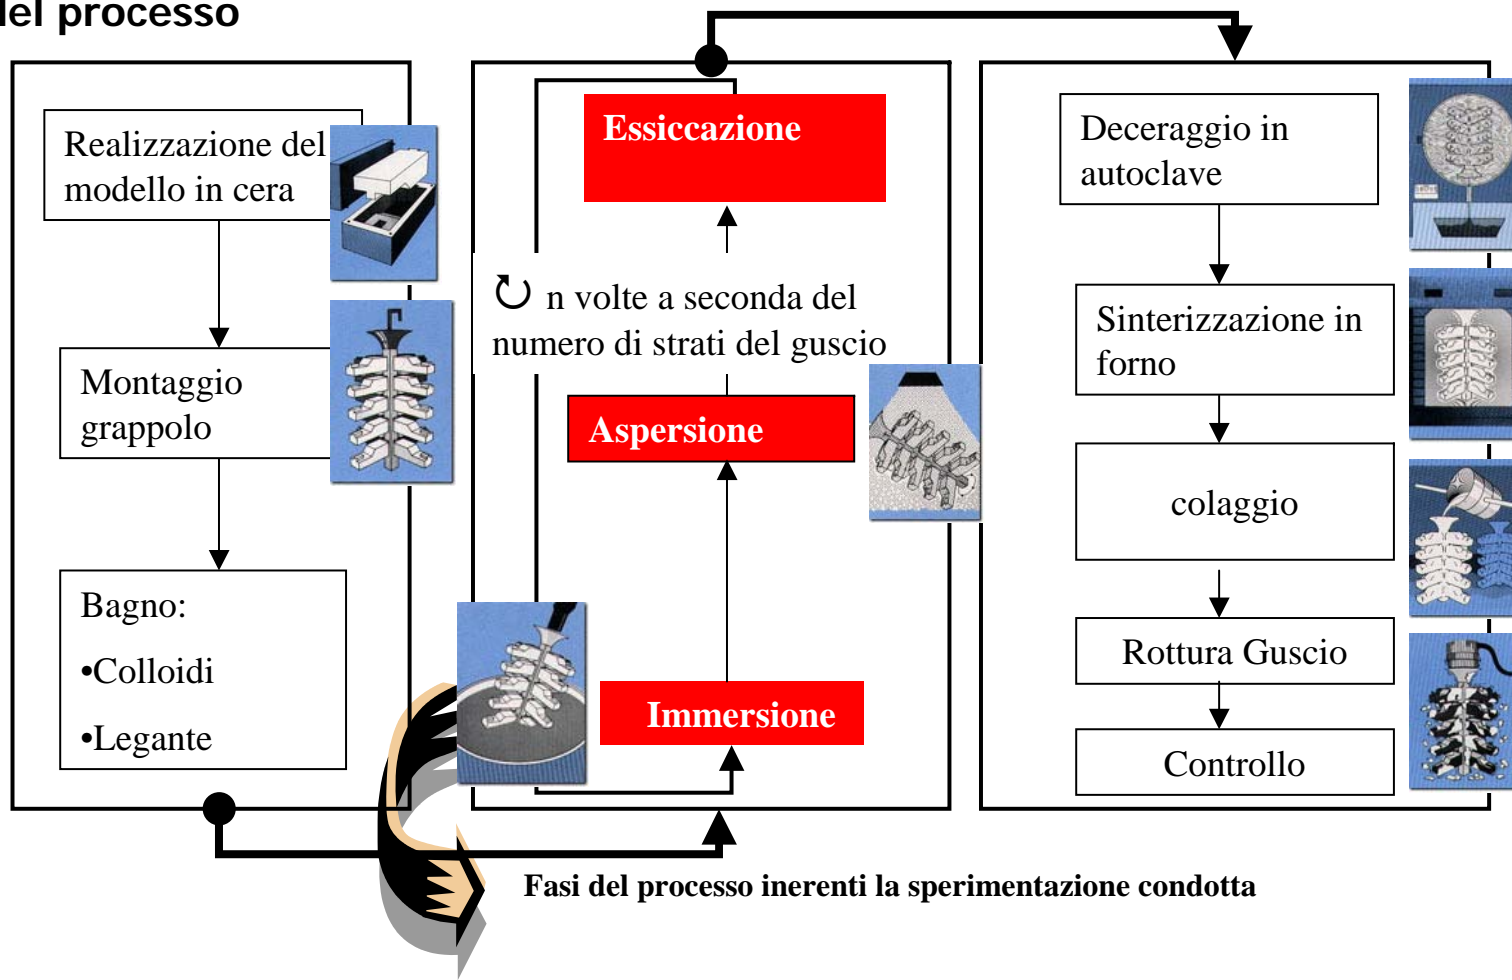 del processo
Realizzazione del
modello in cera
Montaggio
grappolo
Bagno:
•Colloidi
•Legante
Essiccazione
n volte a seconda del
numero di strati del guscio
Aspersione
Immersione
Deceraggio in
autoclave
Sinterizzazione in
forno
colaggio
Rottura Guscio
Controllo
Fasi del processo inerenti la sperimentazione condotta